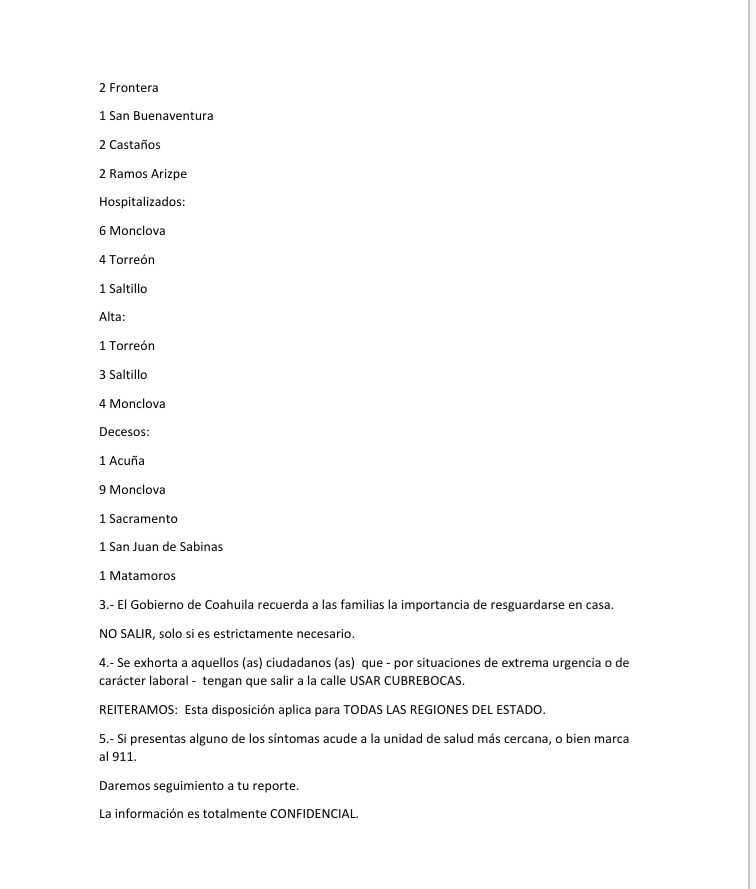 2 Frontera
1 San Buenaventura
2 Castaños
2 Ramos Arizpe
Hospitalizados:
6 Monclova
4 Torreón
1 Saltillo
Alta:
1 Torreón
3 Saltillo
4 Monclova
Decesos:
1 Acuña
9 Monclova
1 Sacramento
1 San Juan de Sabinas
1 Matamoros
3.- El Gobierno de Coahuila recuerda a las familias la importancia de resguardarse en casa.
NO SALIR, solo si es estrictamente necesario.
4.- Se exhorta a aquellos (as) ciudadanos (as)  que - por situaciones de extrema urgencia o de
carácter laboral -  tengan que salir a la calle USAR CUBREBOCAS.
REITERAMOS:  Esta disposición aplica para TODAS LAS REGIONES DEL ESTADO.
5.- Si presentas alguno de los síntomas acude a la unidad de salud más cercana, o bien marca
al 911.
Daremos seguimiento a tu reporte.
La información es totalmente CONFIDENCIAL.